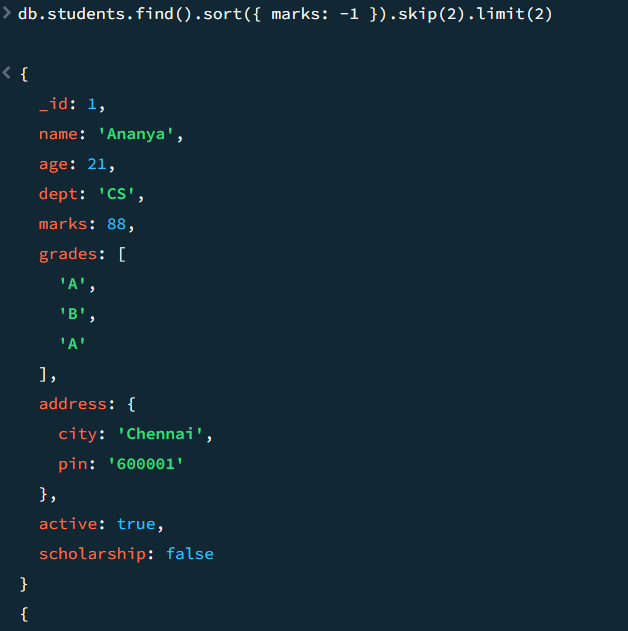 > db.students.find().sort({ marks: -1 }).skip(2).limit(2)
< {
_id: 1,
name: 'Ananya',
age: 21,
dept: 'CS',
marks: 88,
grades: [
'A',
'B',
'A'
],
address: {
city: 'Chennai',
pin: '600001'
},
active: true,
scholarship: false
}
{